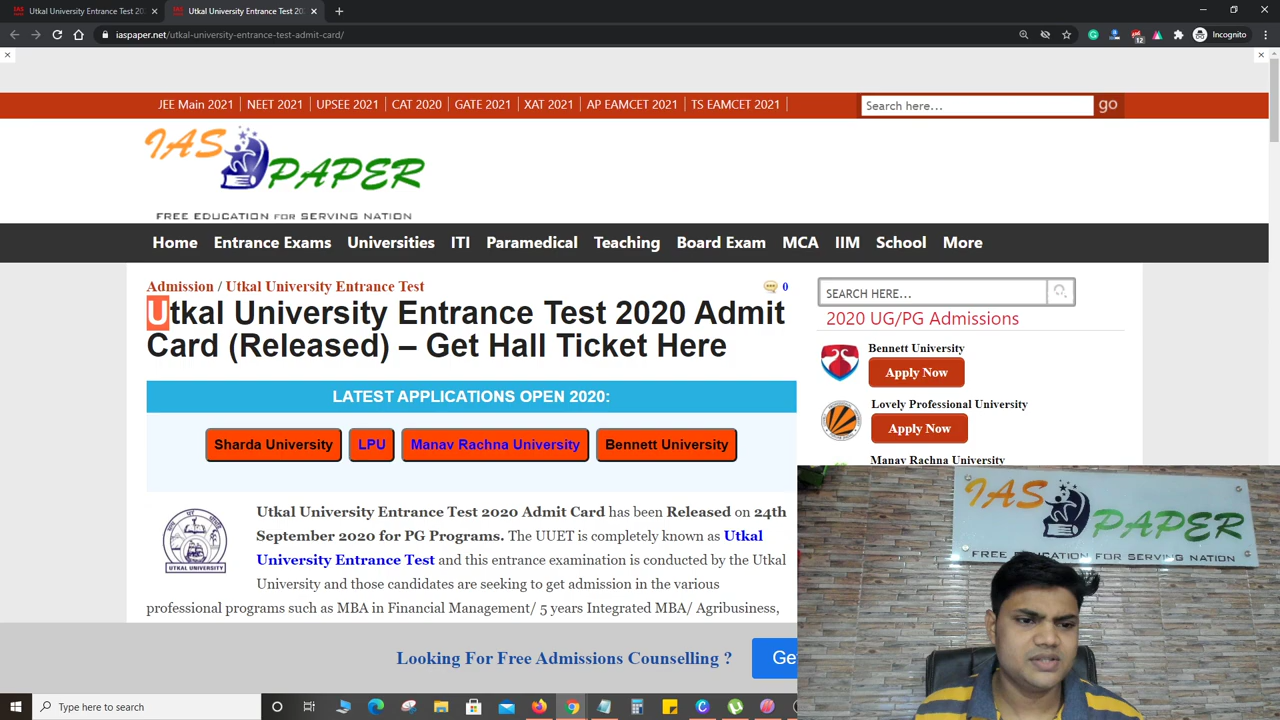 Utkal University Entrance Test 202
Utkal University Entrance Test 202
iaspaper.net/utkal-university-entrance-test-admit-card/
12
Incognito
JEE Main 2021 NEET 2021 UPSEE 2021 CAT 2020 GATE 2021 XAT 2021 AP EAMCET 2021 TS EAMCET 2021
Search here...
go
IAS PAPER
FREE EDUCATION FOR SERVING NATION
Home Entrance Exams Universities ITI Paramedical Teaching Board Exam MCA IIM School More
Admission / Utkal University Entrance Test
0
Utkal University Entrance Test 2020 Admit
Card (Released) – Get Hall Ticket Here
LATEST APPLICATIONS OPEN 2020:
Sharda University LPU Manav Rachna University Bennett University
UTKAL UNIVERSITY
Utkal University Entrance Test 2020 Admit Card has been Released on 24th
September 2020 for PG Programs. The UUET is completely known as Utkal
University Entrance Test and this entrance examination is conducted by the Utkal
University and those candidates are seeking to get admission in the various
professional programs such as MBA in Financial Management/ 5 years Integrated MBA/ Agribusiness,
SEARCH HERE...
2020 UG/PG Admissions
Bennett University
Apply Now
Lovely Professional University
Apply Now
Manav Rachna University
IAS PAPER
FREE EDUCATION FOR SERVING NATION
Looking For Free Admissions Counselling ?
Ge
Type here to search